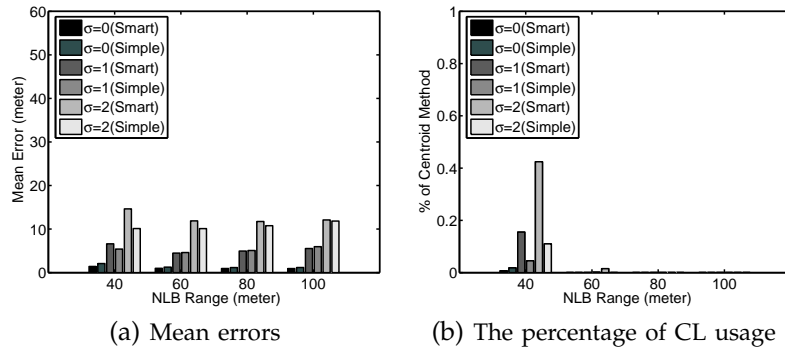 60
50
40
30
20
10
0
Mean Error (meter)
σ=0(Smart)
σ=0(Simple)
σ=1(Smart)
σ=1(Simple)
σ=2(Smart)
σ=2(Simple)
40 60 80 100
NLB Range (meter)
(a) Mean errors
1
0.8
0.6
0.4
0.2
0
% of Centroid Method
σ=0(Smart)
σ=0(Simple)
σ=1(Smart)
σ=1(Simple)
σ=2(Smart)
σ=2(Simple)
40 60 80 100
NLB Range (meter)
(b) The percentage of CL usage